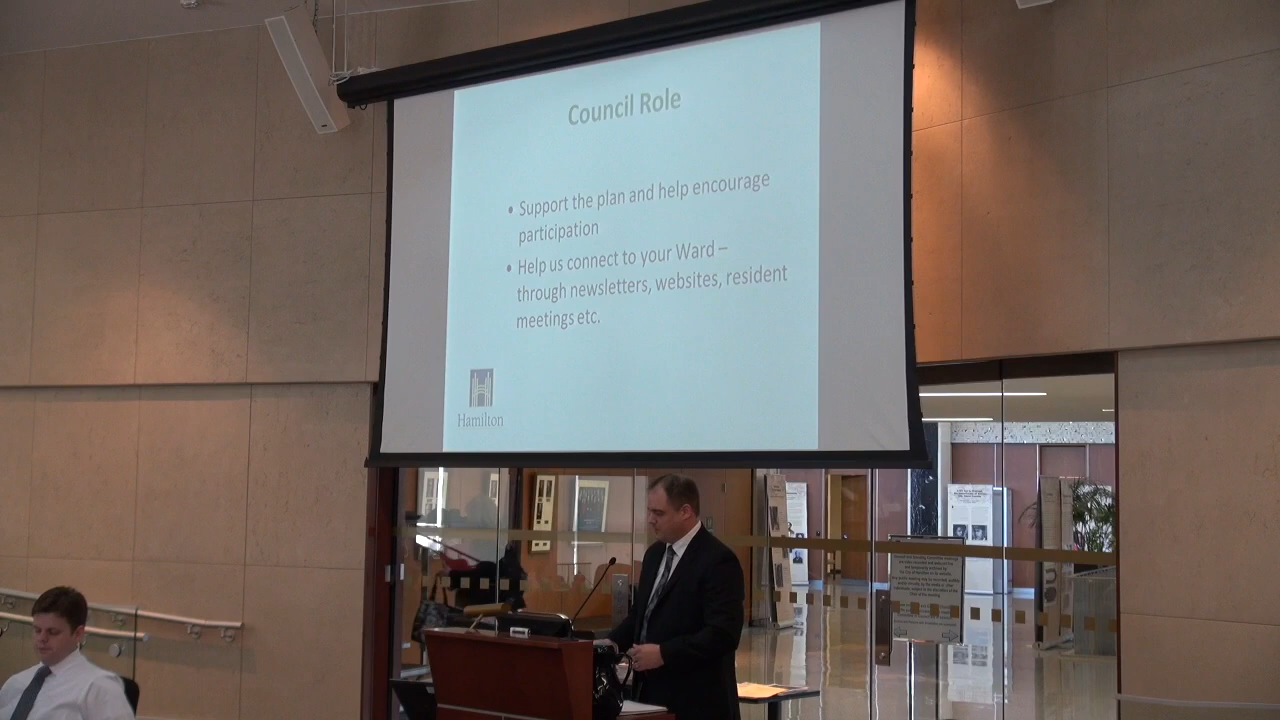 Council Role
• Support the plan and help encourage
participation
• Help us connect to your Ward –
through newsletters, websites, resident
meetings etc.
Hamilton